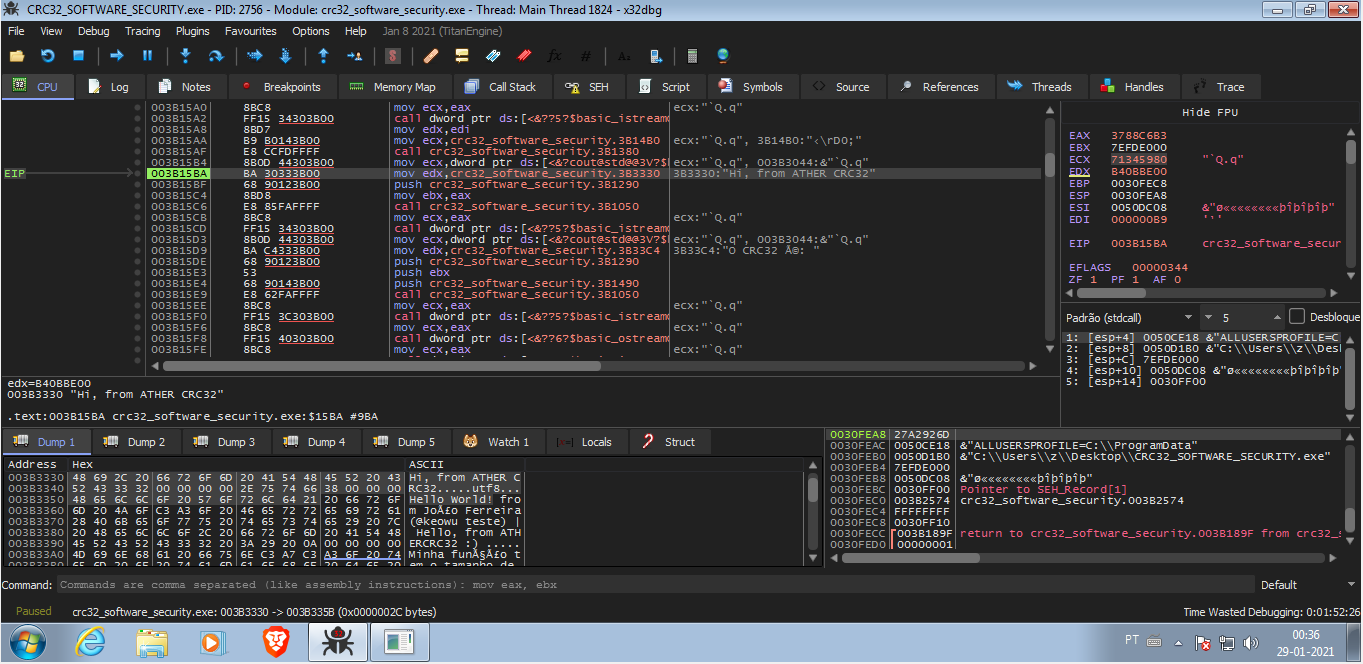 CRC32_SOFTWARE_SECURITY.exe - PID: 2756 - Module: crc32_software_security.exe - Thread: Main Thread 1824 - x32dbg
File View Debug Tracing Plugins Favourites Options Help Jan 8 2021 (TitanEngine)
CPU Log Notes Breakpoints Memory Map Call Stack SEH Script Symbols Source References Threads Handles Trace
003B15A0 8BC8 mov ecx,eax ecx:"`Q.q"
003B15A2 FF15 34303B00 call dword ptr ds:[<&??5?$basic_istream
003B15A8 8BD7 mov edx,edi
003B15AA B9 B0143B00 mov ecx,crc32_software_security.3B14B0 ecx:"`Q.q", 3B14B0:"‹\rD0;"
003B15AF E8 CCFDFFFF call crc32_software_security.3B1380
003B15B4 8B0D 44303B00 mov ecx,dword ptr ds:[<&?cout@std@@3V?$ ecx:"`Q.q", 003B3044:&"`Q.q"
EIP 003B15BA BA 30333B00 mov edx,crc32_software_security.3B3330 3B3330:"Hi, from ATHER CRC32"
003B15BF 68 90123B00 push crc32_software_security.3B1290
003B15C4 8BD8 mov ebx,eax
003B15C6 E8 85FAFFFF call crc32_software_security.3B1050
003B15CB 8BC8 mov ecx,eax ecx:"`Q.q"
003B15CD FF15 34303B00 call dword ptr ds:[<&??5?$basic_istream
003B15D3 8B0D 44303B00 mov ecx,dword ptr ds:[<&?cout@std@@3V?$ ecx:"`Q.q", 003B3044:&"`Q.q"
003B15D9 BA C4333B00 mov edx,crc32_software_security.3B33C4 3B33C4:"O CRC32 Ã©: "
003B15DE 68 90123B00 push crc32_software_security.3B1290
003B15E3 53 push ebx
003B15E4 68 90143B00 push crc32_software_security.3B1490
003B15E9 E8 62FAFFFF call crc32_software_security.3B1050
003B15EE 8BC8 mov ecx,eax ecx:"`Q.q"
003B15F0 FF15 3C303B00 call dword ptr ds:[<&??5?$basic_istream
003B15F6 8BC8 mov ecx,eax ecx:"`Q.q"
003B15F8 FF15 40303B00 call dword ptr ds:[<&??6?$basic_ostream
003B15FE 8BC8 mov ecx,eax ecx:"`Q.q"
Hide FPU
EAX 3788C6B3
EBX 7EFDE000
ECX 71345980 "`Q.q"
EDX B40BBE00
EBP 0030FEC8
ESP 0030FEA8
ESI 0050DC08 &"ø««««««««þîþîþîþ"
EDI 000000B9 '¹'
EIP 003B15BA crc32_software_secur
EFLAGS 00000344
ZF 1 PF 1 AF 0
Padrão (stdcall) 5 Desbloque
1: [esp+4] 0050CE18 &"ALLUSERSPROFILE=C
2: [esp+8] 0050D1B0 &"C:\\Users\\z\\Des
3: [esp+C] 7EFDE000
4: [esp+10] 0050DC08 &"ø««««««««þîþîþîþ
5: [esp+14] 0030FF00
edx=B40BBE00
003B3330 "Hi, from ATHER CRC32"
.text:003B15BA crc32_software_security.exe:$15BA #9BA
Dump 1 Dump 2 Dump 3 Dump 4 Dump 5 Watch 1 Locals Struct
Address Hex ASCII
003B3330 48 69 2C 20 66 72 6F 6D 20 41 54 48 45 52 20 43 Hi, from ATHER C
003B3340 52 43 33 32 00 00 00 00 2E 75 74 66 38 00 00 00 RC32.....utf8...
003B3350 48 65 6C 6C 6F 20 57 6F 72 6C 64 21 20 66 72 6F Hello World! fro
003B3360 6D 20 4A 6F C3 A3 6F 20 46 65 72 72 65 69 72 61 m JoÃ£o Ferreira
003B3370 28 40 6B 65 6F 77 75 20 74 65 73 74 65 29 20 7C (@keowu teste) |
003B3380 20 48 65 6C 6C 6F 2C 20 66 72 6F 6D 20 41 54 48 Hello, from ATH
003B3390 45 52 43 52 43 33 32 20 3A 29 20 0A 00 00 00 00 ERCRC32 :) .....
003B33A0 4D 69 6E 68 61 20 66 75 6E C3 A7 C3 A3 6F 20 74 Minha funÃ§Ã£o t
003B33B0 65 6D 20 6F 20 74 61 6D 61 6E 68 6F 20 64 65 20 em o tamanho de
0030FEA8 27A2926D
0030FEAC 0050CE18 &"ALLUSERSPROFILE=C:\\ProgramData"
0030FEB0 0050D1B0 &"C:\\Users\\z\\Desktop\\CRC32_SOFTWARE_SECURITY.exe"
0030FEB4 7EFDE000
0030FEB8 0050DC08 &"ø««««««««þîþîþîþ"
0030FEBC 0030FF00 Pointer to SEH_Record[1]
0030FEC0 003B2574 crc32_software_security.003B2574
0030FEC4 FFFFFFFF
0030FEC8 0030FF10
0030FECC 003B189F return to crc32_software_security.003B189F from crc32_s
0030FED0 00000001
Command: Commands are comma separated (like assembly instructions): mov eax, ebx Default
Paused crc32_software_security.exe: 003B3330 -> 003B335B (0x0000002C bytes) Time Wasted Debugging: 0:01:52:26
PT 00:36
29-01-2021